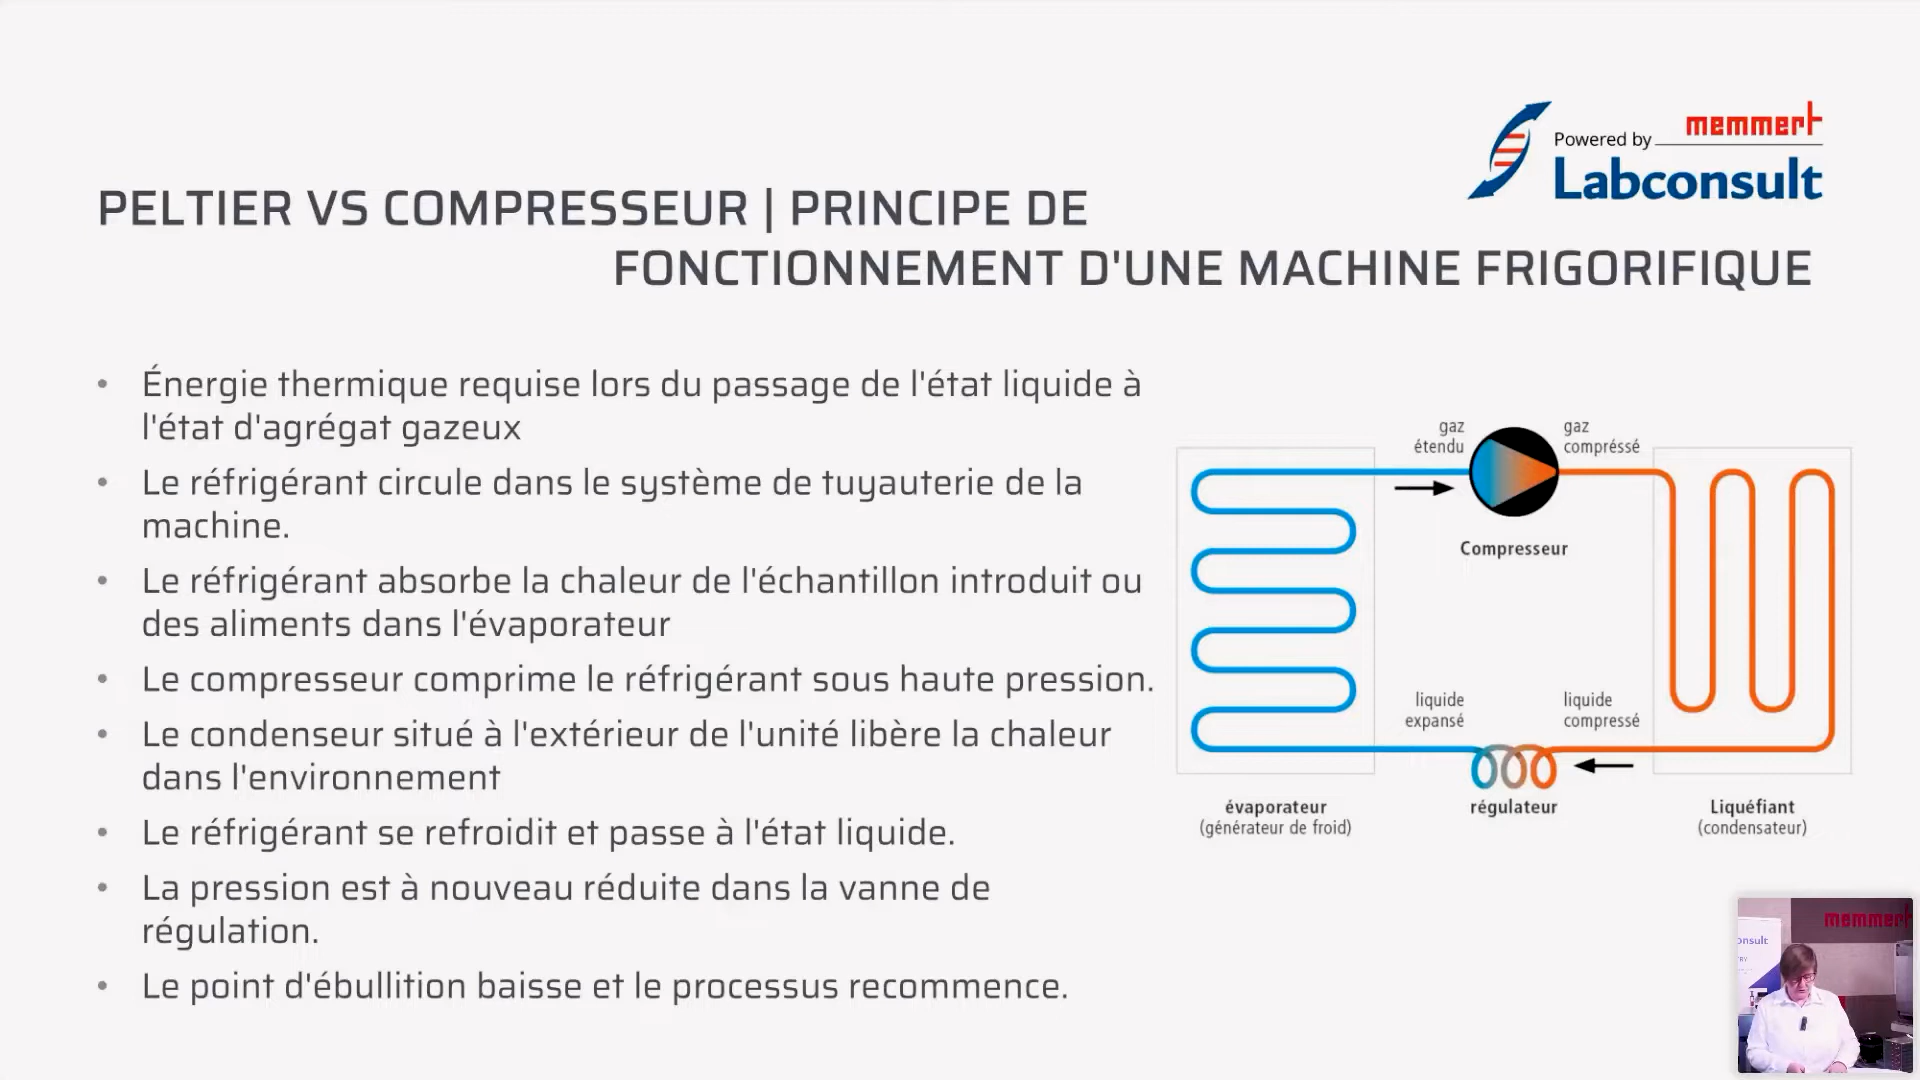 Powered by memmert
Labconsult
PELTIER VS COMPRESSEUR | PRINCIPE DE
FONCTIONNEMENT D'UNE MACHINE FRIGORIFIQUE
• Énergie thermique requise lors du passage de l'état liquide à
l'état d'agrégat gazeux
• Le réfrigérant circule dans le système de tuyauterie de la
machine.
• Le réfrigérant absorbe la chaleur de l'échantillon introduit ou
des aliments dans l'évaporateur
• Le compresseur comprime le réfrigérant sous haute pression.
• Le condenseur situé à l'extérieur de l'unité libère la chaleur
dans l'environnement
• Le réfrigérant se refroidit et passe à l'état liquide.
• La pression est à nouveau réduite dans la vanne de
régulation.
• Le point d'ébullition baisse et le processus recommence.
gaz
étendu
gaz
compréssé
Compresseur
liquide
expansé
liquide
compressé
évaporateur
(générateur de froid)
régulateur
Liquéfiant
(condensateur)
memmert
onsult